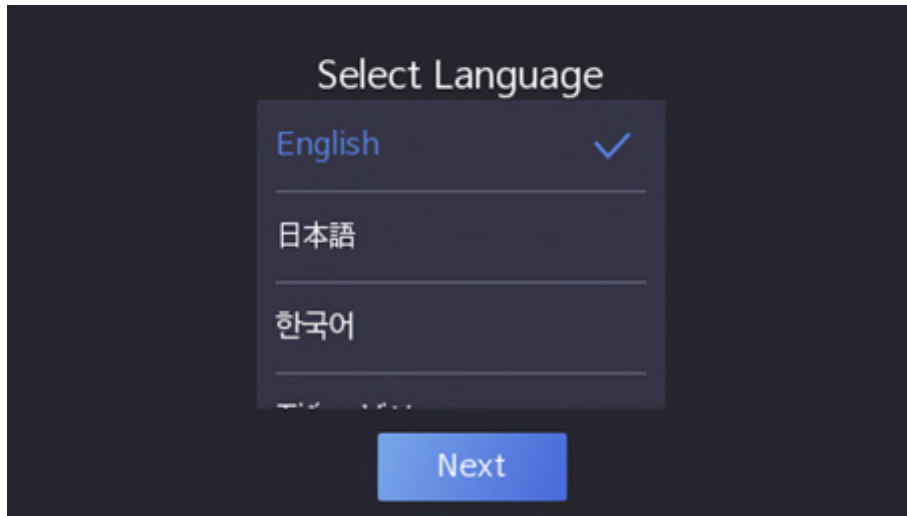 Select Language
English
日本語
한국어
Next